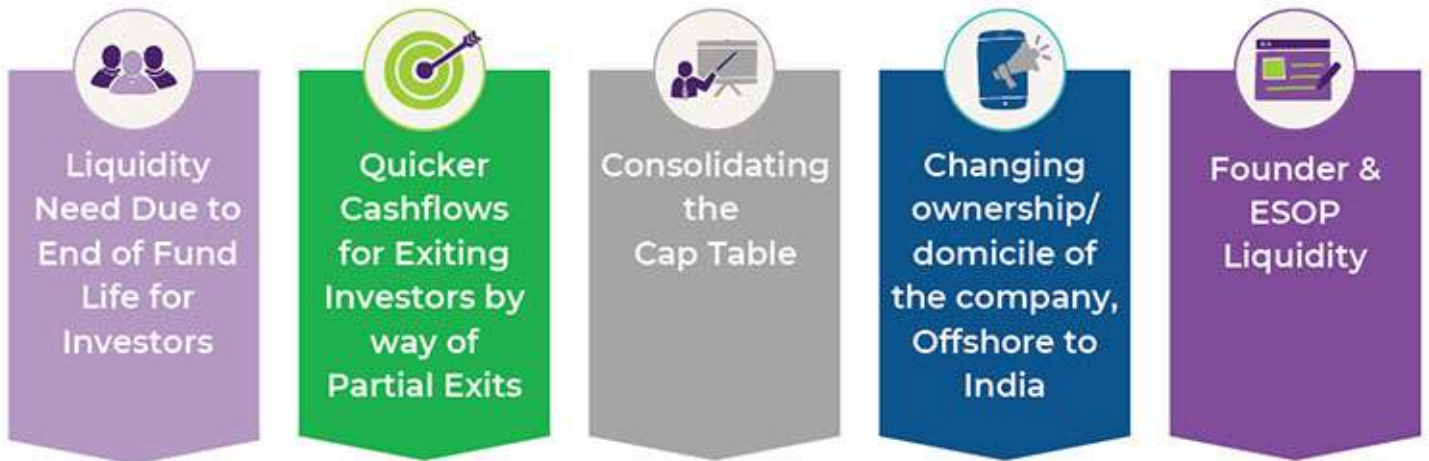 Liquidity
Need Due to
End of Fund
Life for
Investors
Quicker
Cashflows
for Exiting
Investors by
way of
Partial Exits
Consolidating
the
Cap Table
Changing
ownership/
domicile of
the company,
Offshore to
India
Founder &
ESOP
Liquidity